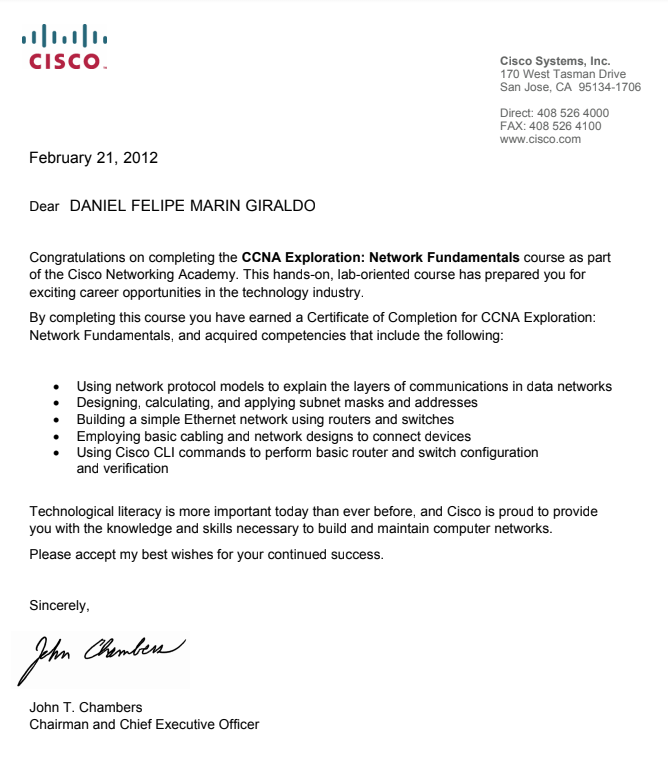 CISCO™
Cisco Systems, Inc.
170 West Tasman Drive
San Jose, CA 95134-1706
Direct: 408 526 4000
FAX: 408 526 4100
www.cisco.com
February 21, 2012
Dear DANIEL FELIPE MARIN GIRALDO
Congratulations on completing the CCNA Exploration: Network Fundamentals course as part
of the Cisco Networking Academy. This hands-on, lab-oriented course has prepared you for
exciting career opportunities in the technology industry.
By completing this course you have earned a Certificate of Completion for CCNA Exploration:
Network Fundamentals, and acquired competencies that include the following:
• Using network protocol models to explain the layers of communications in data networks
• Designing, calculating, and applying subnet masks and addresses
• Building a simple Ethernet network using routers and switches
• Employing basic cabling and network designs to connect devices
• Using Cisco CLI commands to perform basic router and switch configuration
and verification
Technological literacy is more important today than ever before, and Cisco is proud to provide
you with the knowledge and skills necessary to build and maintain computer networks.
Please accept my best wishes for your continued success.
Sincerely,
John Chambers
John T. Chambers
Chairman and Chief Executive Officer